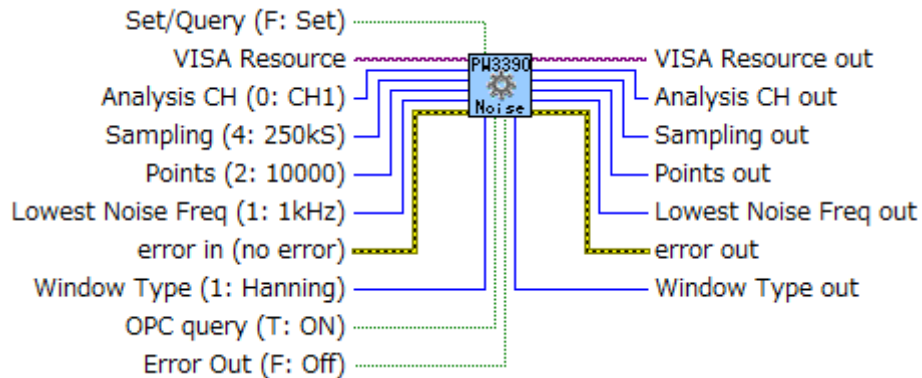 Set/Query (F: Set)
VISA Resource
Analysis CH (0: CH1)
Sampling (4: 250kS)
Points (2: 10000)
Lowest Noise Freq (1: 1kHz)
error in (no error)
Window Type (1: Hanning)
OPC query (T: ON)
Error Out (F: Off)
PW3390
Noise
VISA Resource out
Analysis CH out
Sampling out
Points out
Lowest Noise Freq out
error out
Window Type out